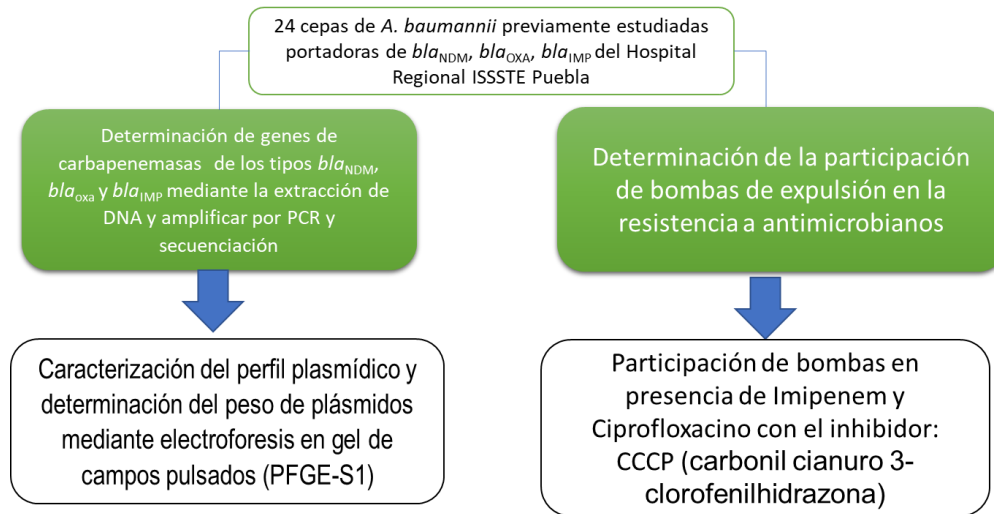 24 cepas de A. baumannii previamente estudiadas
portadoras de blaNDM, blaOXA, blaIMP del Hospital
Regional ISSSTE Puebla
Determinación de genes de
carbapenemasas de los tipos blaNDM,
blaoxa y blaIMP mediante la extracción de
DNA y amplificar por PCR y
secuenciación
Determinación de la participación
de bombas de expulsión en la
resistencia a antimicrobianos
Caracterización del perfil plasmídico y
determinación del peso de plásmidos
mediante electroforesis en gel de
campos pulsados (PFGE-S1)
Participación de bombas en
presencia de Imipenem y
Ciprofloxacino con el inhibidor:
CCCP (carbonil cianuro 3-
clorofenilhidrazona)